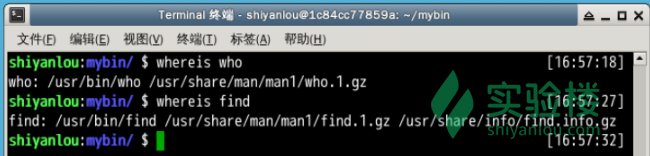 Terminal 终端 - shiyanlou@1c84cc77859a: ~/mybin
文件(F) 编辑(E) 视图(V) 终端(T) 标签(A) 帮助(H)
shiyanlou:mybin/ $ whereis who [16:57:18]
who: /usr/bin/who /usr/share/man/man1/who.1.gz
shiyanlou:mybin/ $ whereis find [16:57:27]
find: /usr/bin/find /usr/share/man/man1/find.1.gz /usr/share/info/find.info.gz
shiyanlou:mybin/ $ [16:57:32]
实验楼
shiyanlou.com